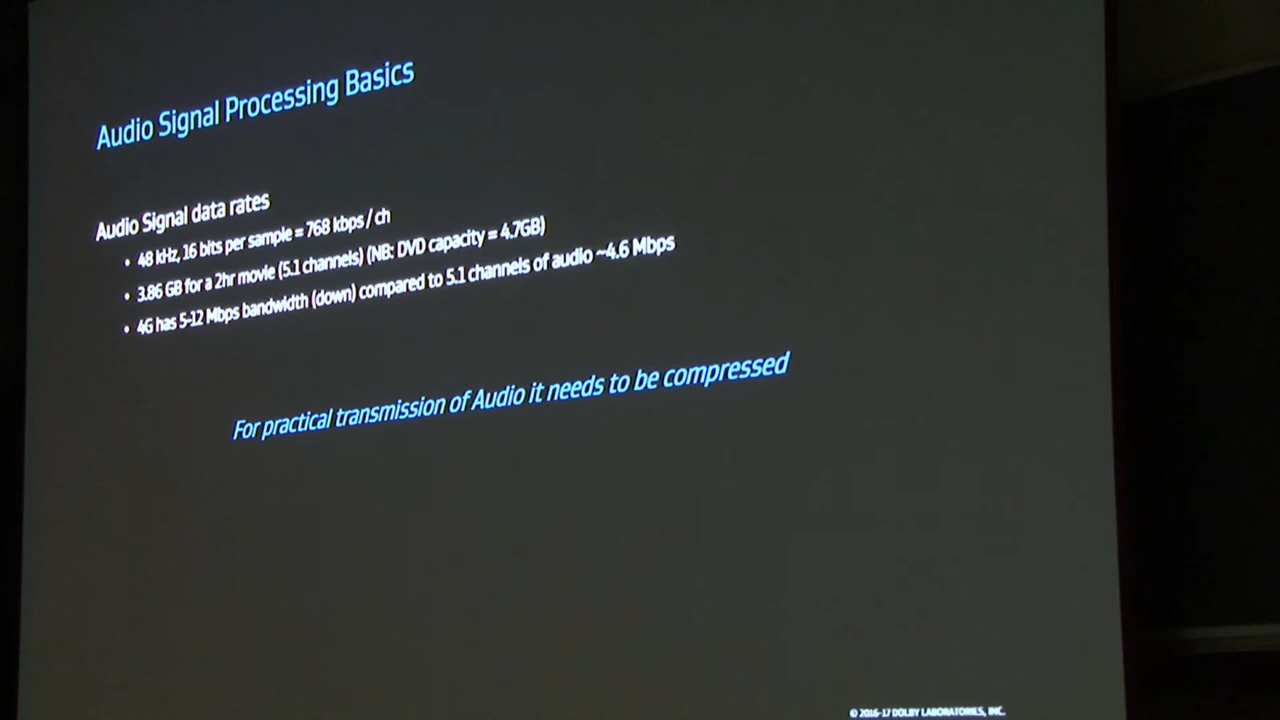 Audio Signal Processing Basics
Audio Signal data rates
• 48 kHz, 16 bits per sample = 768 kbps / ch
• 3.86 GB for a 2hr movie (5.1 channels) (NB: DVD capacity = 4.7GB)
• 4G has 5-12 Mbps bandwidth (down) compared to 5.1 channels of audio ~4.6 Mbps
For practical transmission of Audio it needs to be compressed
© 2016-17 DOLBY LABORATORIES, INC.